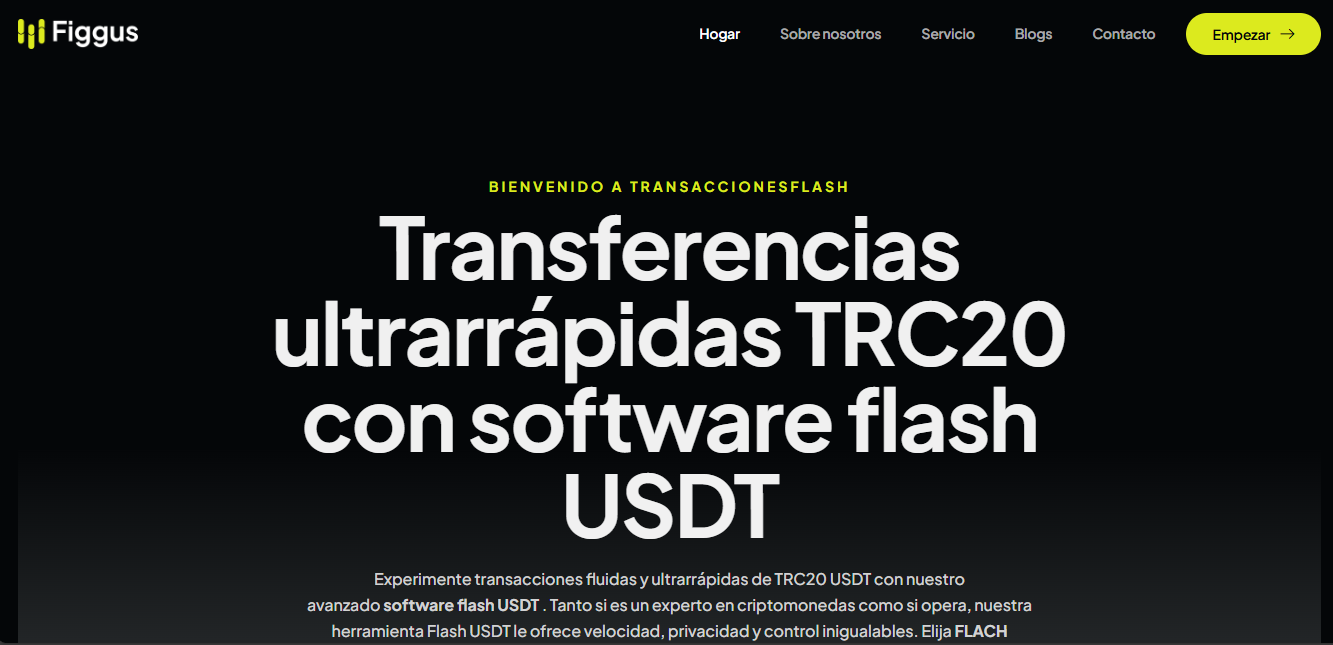 Figgus
Hogar Sobre nosotros Servicio Blogs Contacto Empezar →
BIENVENIDO A TRANSACCIONESFLASH
Transferencias
ultrarrápidas TRC20
con software flash
USDT
Experimente transacciones fluidas y ultrarrápidas de TRC20 USDT con nuestro
avanzado software flash USDT . Tanto si es un experto en criptomonedas como si opera, nuestra
herramienta Flash USDT le ofrece velocidad, privacidad y control inigualables. Elija FLACH